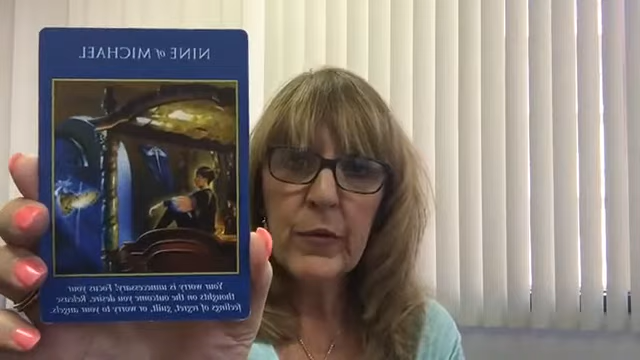 NINE of MICHAEL
Your worry is unnecessary! Focus your
thoughts on the outcome you desire. Release
feelings of regret, guilt, or worry to your angels.